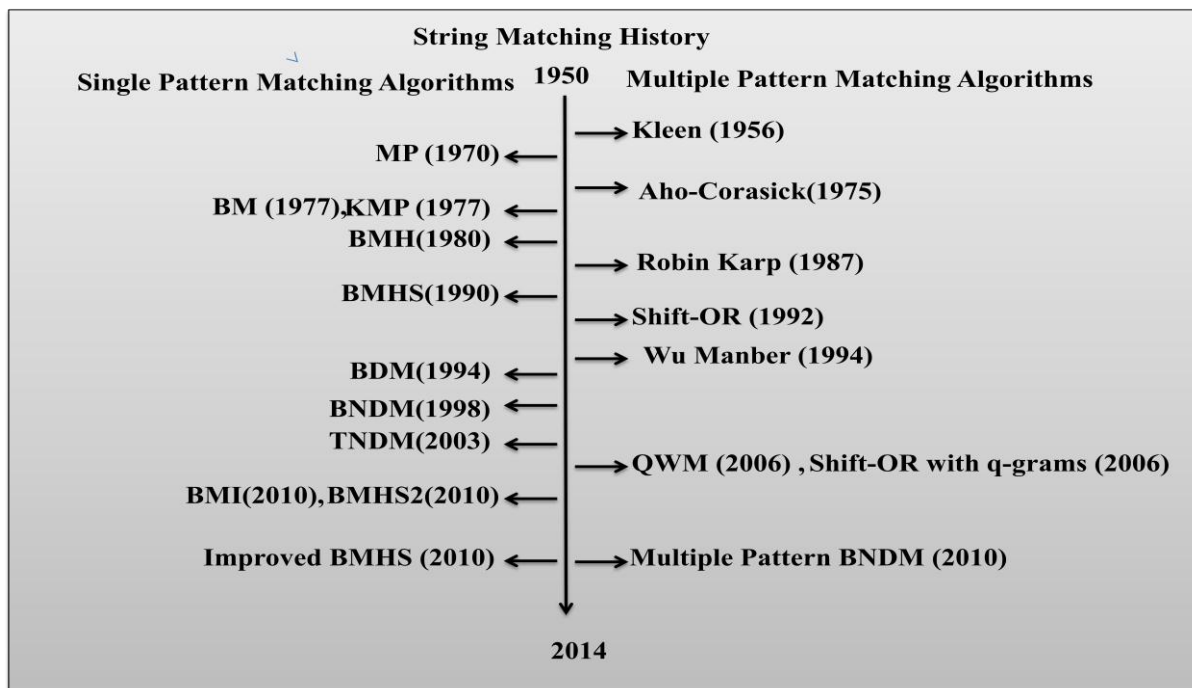 String Matching History
Single Pattern Matching Algorithms 1950 Multiple Pattern Matching Algorithms
Kleen (1956)
MP (1970)
Aho-Corasick(1975)
BM (1977),KMP (1977)
BMH(1980)
Robin Karp (1987)
BMHS(1990)
Shift-OR (1992)
Wu Manber (1994)
BDM(1994)
BNDM(1998)
TNDM(2003)
QWM (2006) , Shift-OR with q-grams (2006)
BMI(2010), BMHS2(2010)
Improved BMHS (2010) Multiple Pattern BNDM (2010)
2014